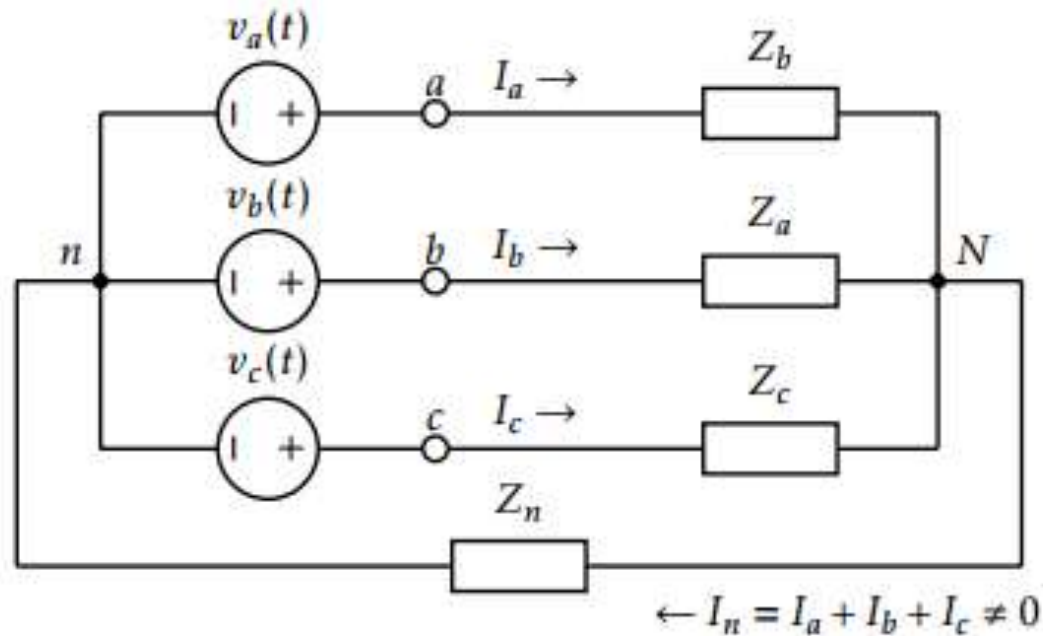 v_a(t)
Z_b
a I_a →
− +
v_b(t)
Z_a
n b I_b → N
− +
v_c(t)
Z_c
c I_c →
− +
Z_n
← I_n = I_a + I_b + I_c ≠ 0